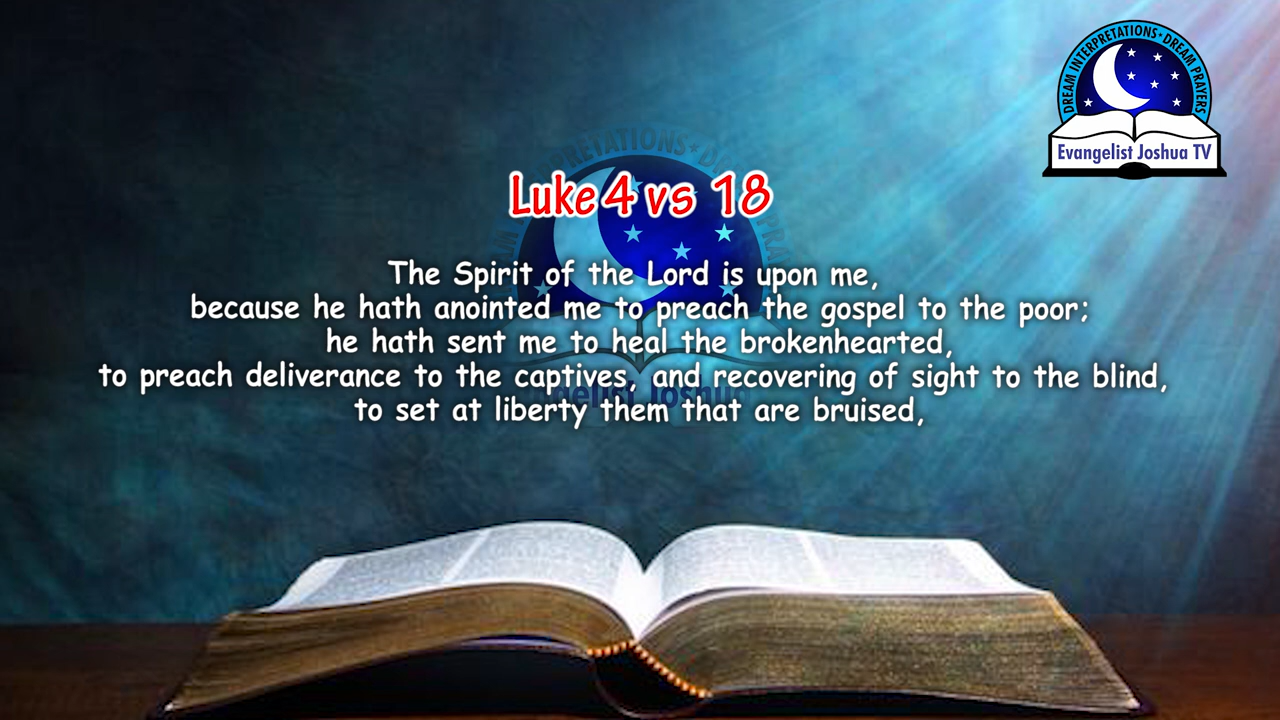 DREAM INTERPRETATIONS • DREAM PRAYERS
Evangelist Joshua TV
Luke 4 vs 18
The Spirit of the Lord is upon me,
because he hath anointed me to preach the gospel to the poor;
he hath sent me to heal the brokenhearted,
to preach deliverance to the captives, and recovering of sight to the blind,
to set at liberty them that are bruised,